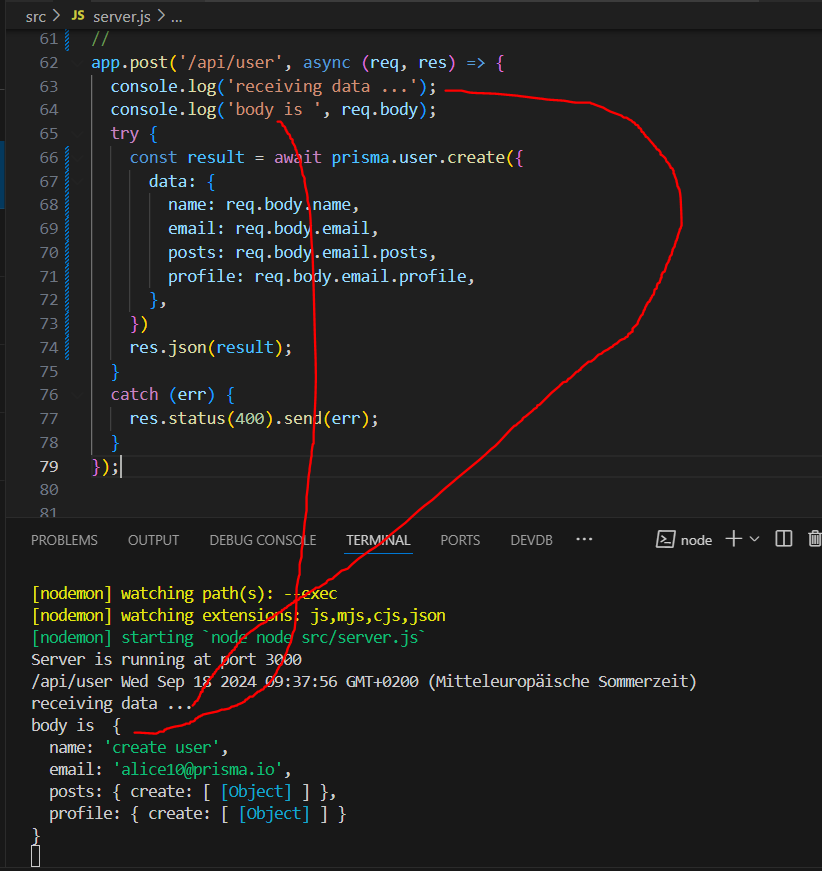 src > JS server.js > ...
61 //
62 app.post('/api/user', async (req, res) => {
63 console.log('receiving data ...');
64 console.log('body is ', req.body);
65 try {
66 const result = await prisma.user.create({
67 data: {
68 name: req.body.name,
69 email: req.body.email,
70 posts: req.body.email.posts,
71 profile: req.body.email.profile,
72 },
73 })
74 res.json(result);
75 }
76 catch (err) {
77 res.status(400).send(err);
78 }
79 });
80
81
PROBLEMS OUTPUT DEBUG CONSOLE TERMINAL PORTS DEVDB ... node
[nodemon] watching path(s): --exec
[nodemon] watching extensions: js,mjs,cjs,json
[nodemon] starting `node node src/server.js`
Server is running at port 3000
/api/user Wed Sep 18 2024 09:37:56 GMT+0200 (Mitteleuropäische Sommerzeit)
receiving data ...
body is {
name: 'create user',
email: 'alice10@prisma.io',
posts: { create: [ [Object] ] },
profile: { create: [ [Object] ] }
}